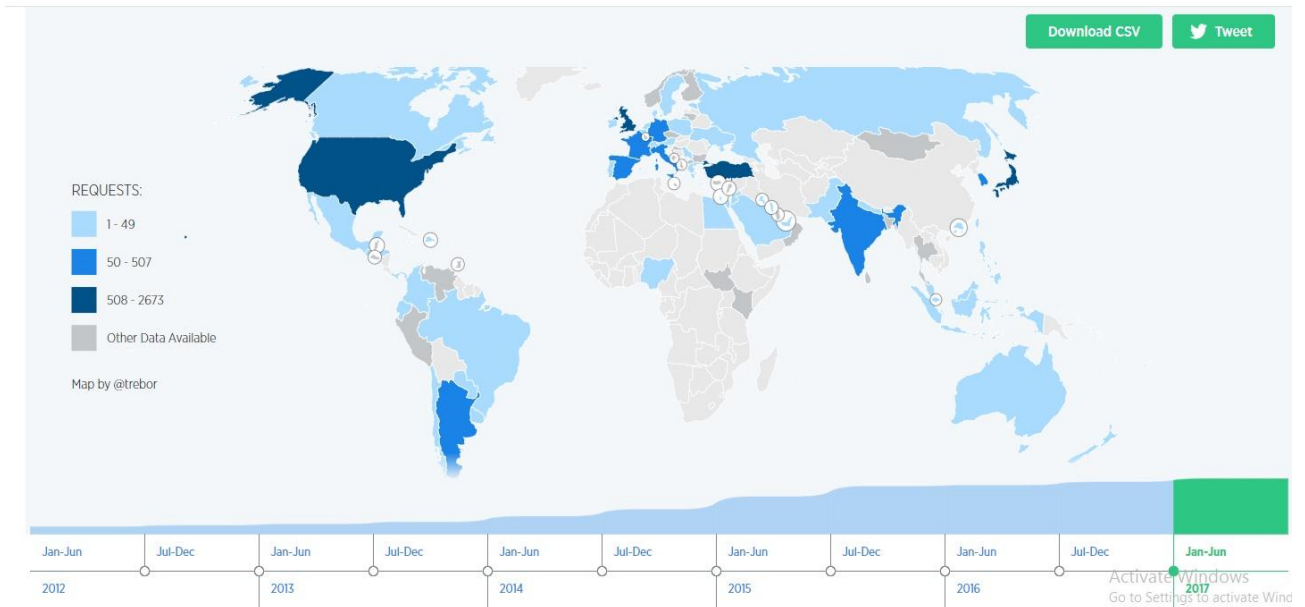 Download CSV
Tweet
REQUESTS:
1 - 49
50 - 507
508 - 2673
Other Data Available
Map by @trebor
Jan-Jun Jul-Dec Jan-Jun Jul-Dec Jan-Jun Jul-Dec Jan-Jun Jul-Dec Jan-Jun Jul-Dec Jan-Jun
2012 2013 2014 2015 2016 2017
Activate Windows
Go to Settings to activate Wind